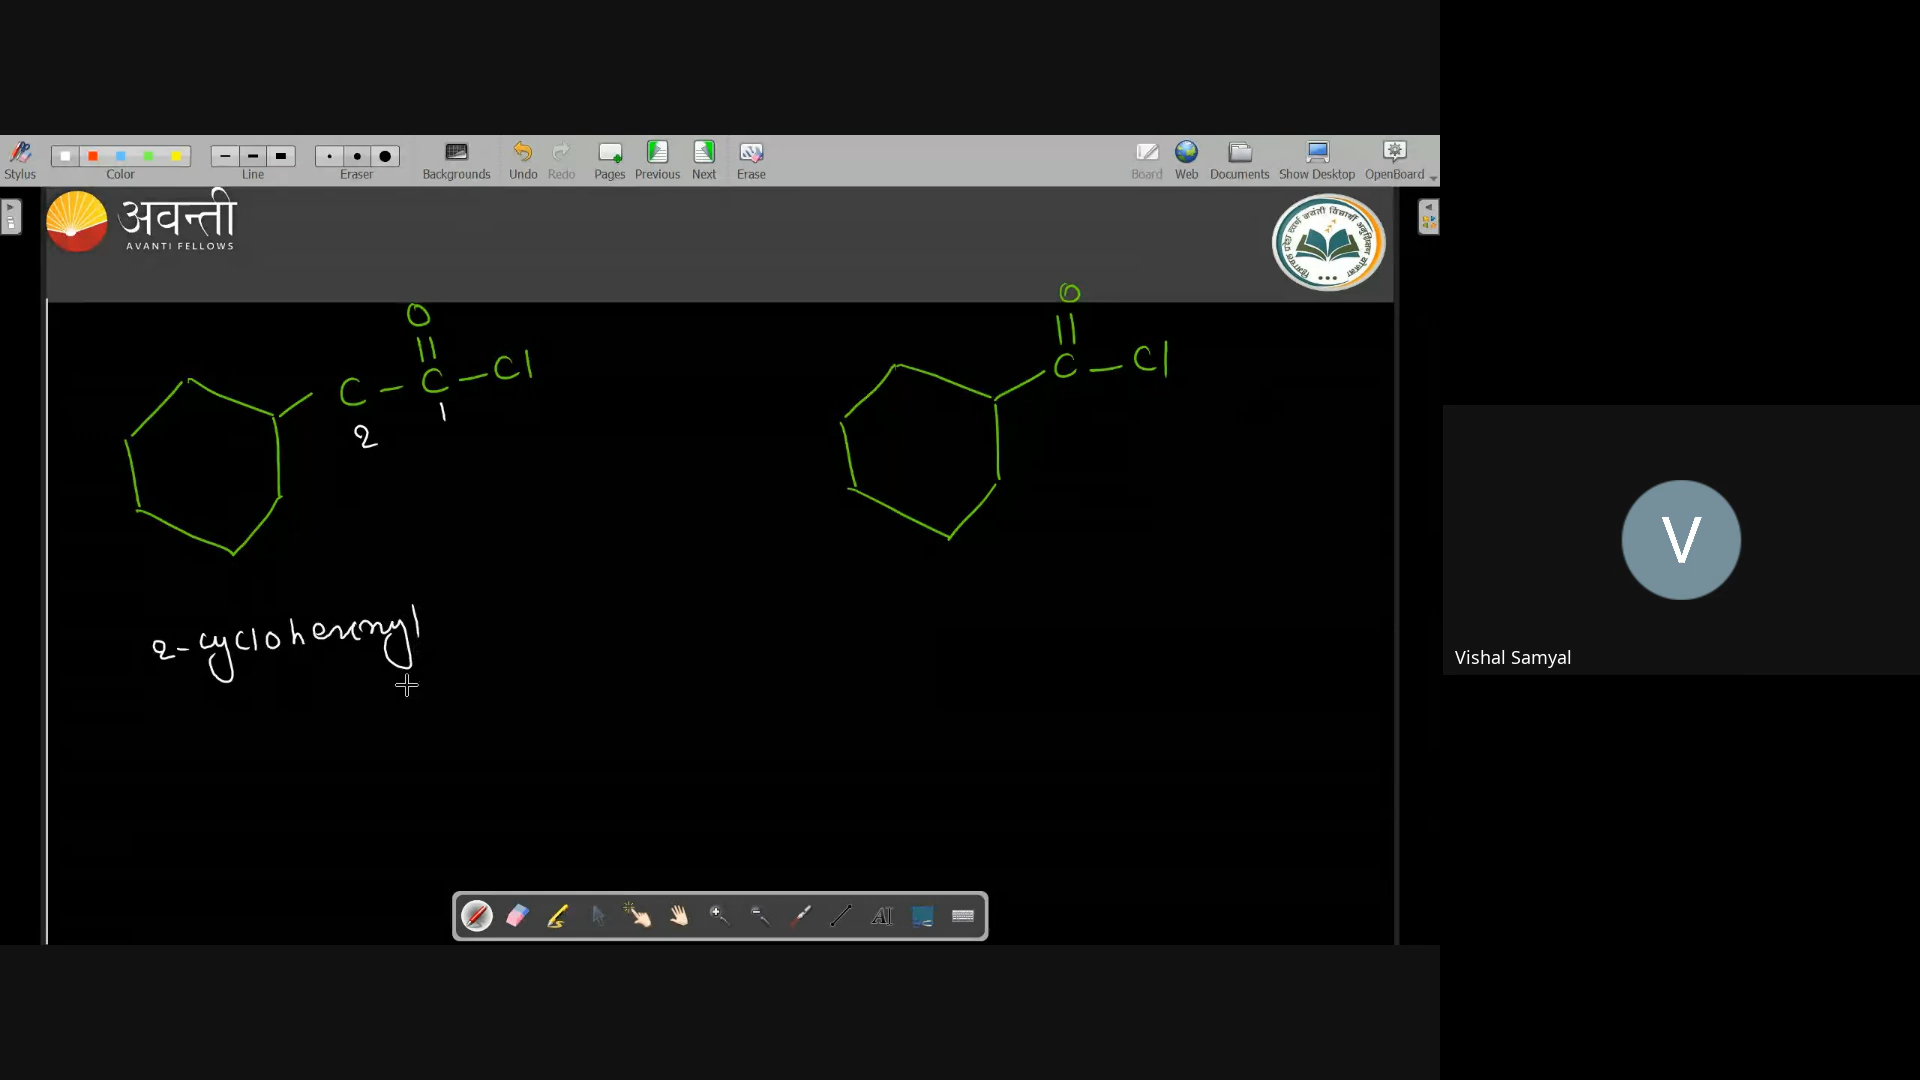 Stylus Color Line Eraser Backgrounds Undo Redo Pages Previous Next Erase Board Web Documents Show Desktop OpenBoard
अवन्ती
AVANTI FELLOWS
O
O
C - C - Cl
C - Cl
1
2
2-cyclohexnyl
V
Vishal Samyal